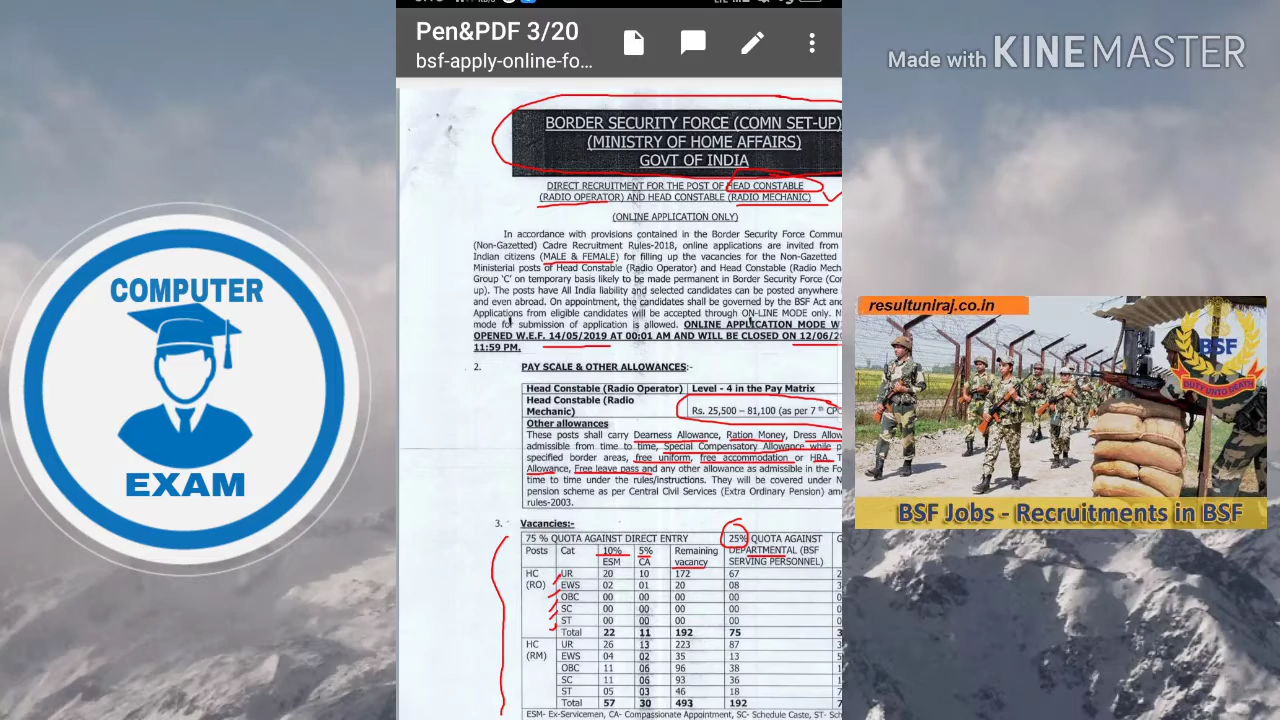 Pen&PDF 3/20
bsf-apply-online-fo...
Made with KINEMASTER
BORDER SECURITY FORCE (COMN SET-UP)
(MINISTRY OF HOME AFFAIRS)
GOVT OF INDIA
DIRECT RECRUITMENT FOR THE POST OF HEAD CONSTABLE
(RADIO OPERATOR) AND HEAD CONSTABLE (RADIO MECHANIC)
(ONLINE APPLICATION ONLY)
In accordance with provisions contained in the Border Security Force Commu
(Non-Gazetted) Cadre Recruitment Rules-2018, online applications are invited from
Indian citizens (MALE & FEMALE) for filling up the vacancies for the Non-Gazetted
Ministerial posts of Head Constable (Radio Operator) and Head Constable (Radio Mech
Group 'C' on temporary basis likely to be made permanent in Border Security Force (Co
up). The posts have All India liability and selected candidates can be posted anywhere
and even abroad. On appointment, the candidates shall be governed by the BSF Act and
Applications from eligible candidates will be accepted through ON-LINE MODE only. N
mode for submission of application is allowed. ONLINE APPLICATION MODE W
OPENED W.E.F. 14/05/2019 AT 00:01 AM AND WILL BE CLOSED ON 12/06/20
11:59 PM.
2. PAY SCALE & OTHER ALLOWANCES:-
Head Constable (Radio Operator) Level - 4 in the Pay Matrix
Head Constable (Radio
Mechanic) Rs. 25,500 – 81,100 (as per 7th CPC
Other allowances
These posts shall carry Dearness Allowance, Ration Money, Dress Allow
admissible from time to time, Special Compensatory Allowance while p
specified border areas, free uniform, free accommodation or HRA, T
Allowance, Free leave pass and any other allowance as admissible in the Fo
time to time under the rules/instructions. They will be covered under N
pension scheme as per Central Civil Services (Extra Ordinary Pension) am
rules-2003.
3. Vacancies:-
75 % QUOTA AGAINST DIRECT ENTRY 25% QUOTA AGAINST
DEPARTMENTAL (BSF
SERVING PERSONNEL)
Posts Cat 10% ESM 5% CA Remaining vacancy
HC (RO) UR 20 10 172 67
EWS 02 01 20 08
OBC 00 00 00 00
SC 00 00 00 00
ST 00 00 00 00
Total 22 11 192 75
HC (RM) UR 26 13 223 87
EWS 04 02 35 13
OBC 11 06 96 38
SC 11 06 93 36
ST 05 03 46 18
Total 57 30 493 192
ESM- Ex-Servicemen, CA- Compassionate Appointment, SC- Schedule Caste, ST- Sch
COMPUTER
EXAM
resultuniraj.co.in
BSF
DUTY UNTO DEATH
BSF Jobs - Recruitments in BSF